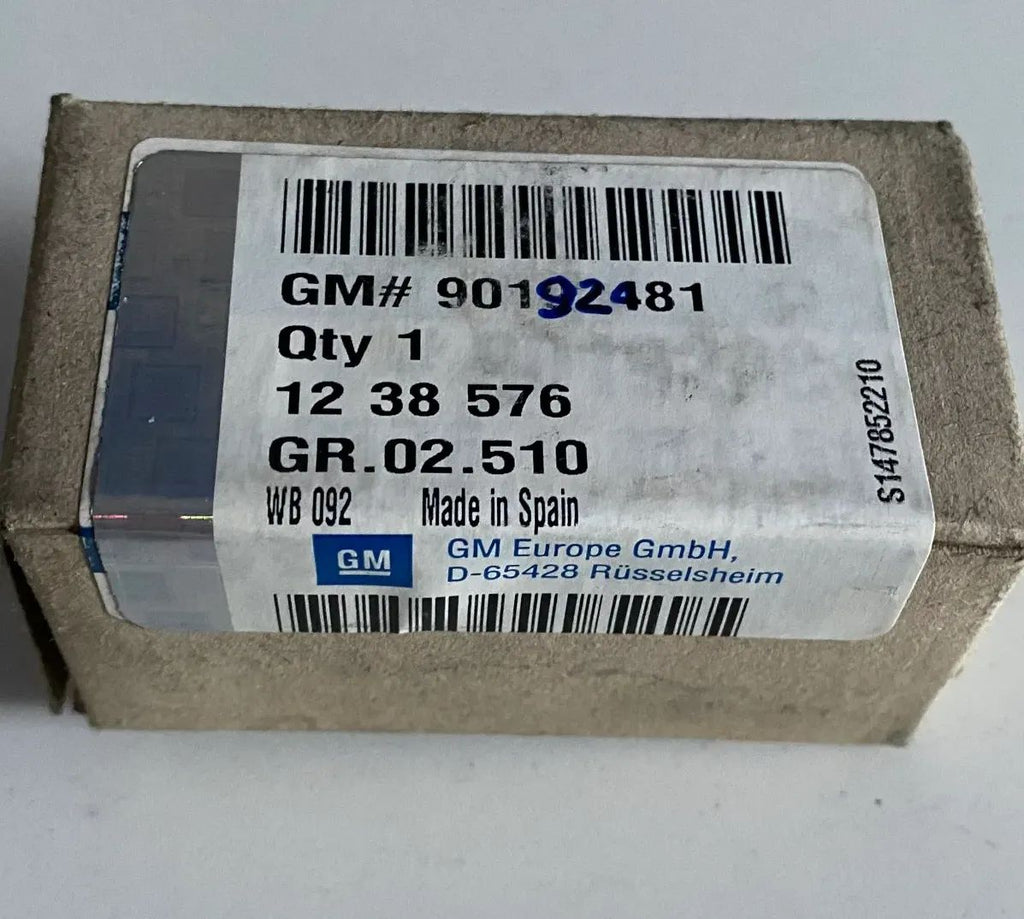 GM# 90192481
Qty 1
12 38 576
GR.02.510
WB 092 Made in Spain
GM
GM Europe GmbH,
D-65428 Rüsselsheim
S147852210